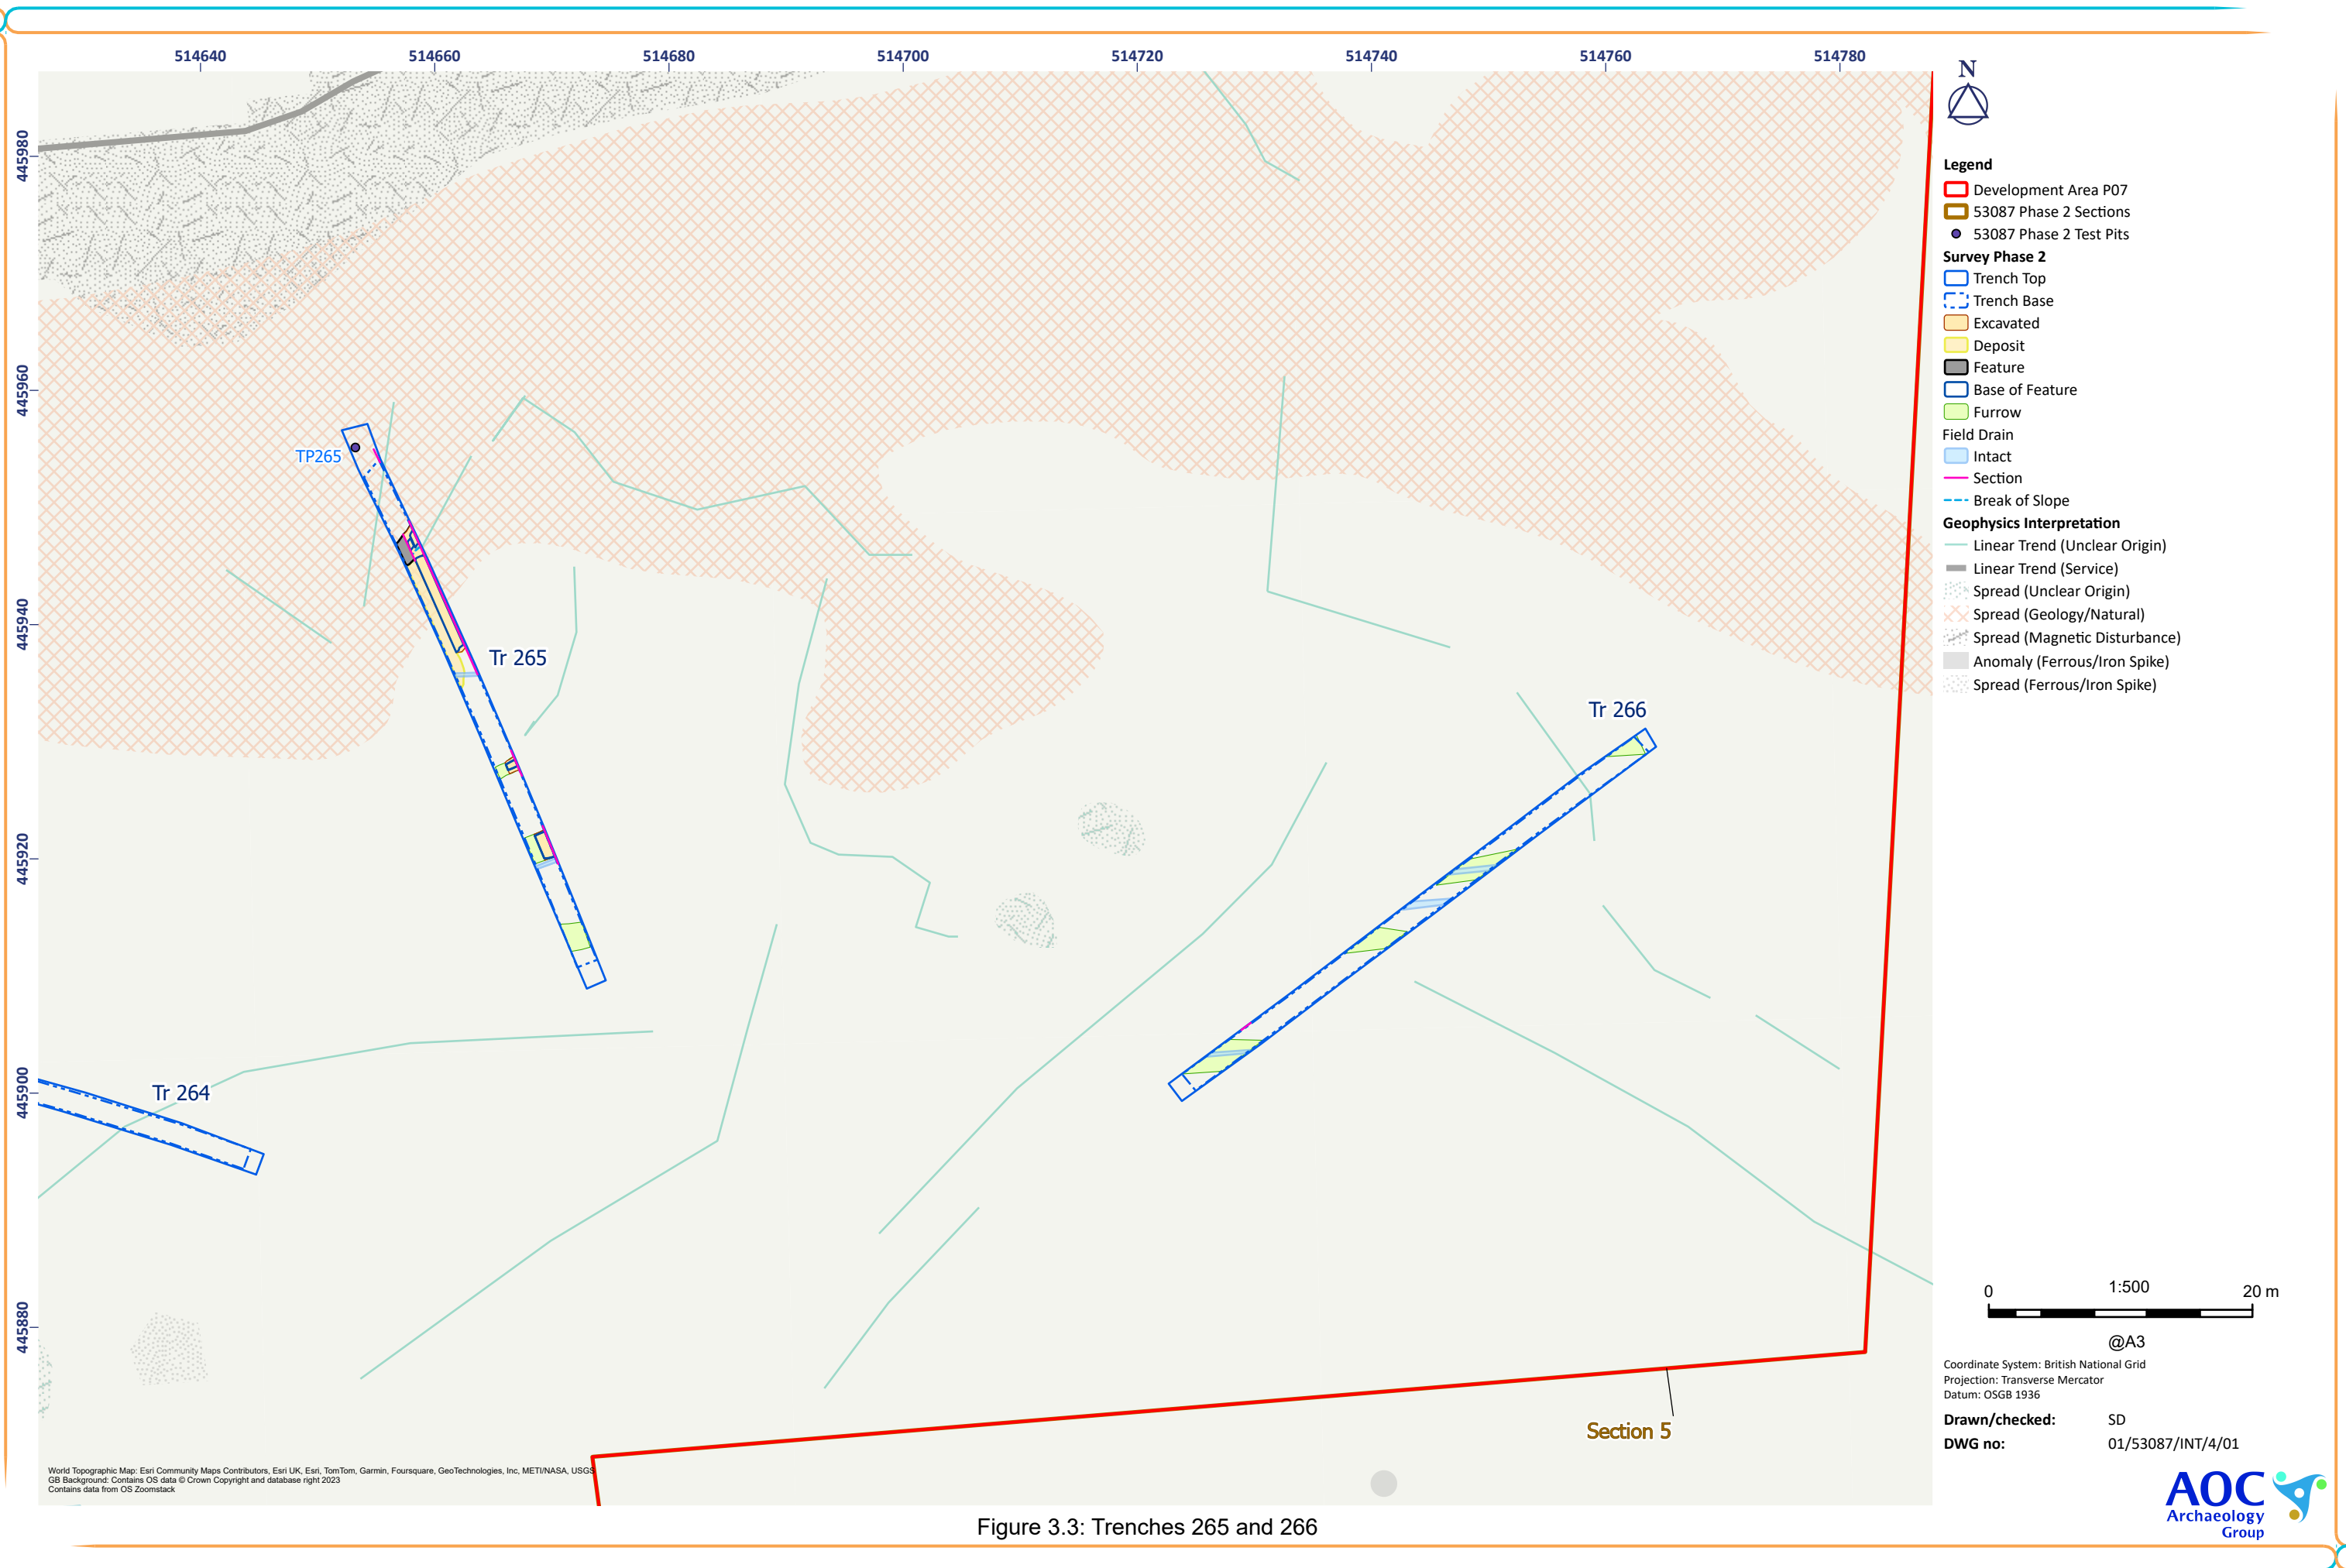 514640 514660 514680 514700 514720 514740 514760 514780
445980
445960
445940
445920
445900
445880
TP265
Tr 265
Tr 266
Tr 264
Section 5
World Topographic Map: Esri Community Maps Contributors, Esri UK, Esri, TomTom, Garmin, Foursquare, GeoTechnologies, Inc, METI/NASA, USGS
GB Background: Contains OS data © Crown Copyright and database right 2023
Contains data from OS Zoomstack
N
Legend
Development Area P07
53087 Phase 2 Sections
53087 Phase 2 Test Pits
Survey Phase 2
Trench Top
Trench Base
Excavated
Deposit
Feature
Base of Feature
Furrow
Field Drain
Intact
Section
Break of Slope
Geophysics Interpretation
Linear Trend (Unclear Origin)
Linear Trend (Service)
Spread (Unclear Origin)
Spread (Geology/Natural)
Spread (Magnetic Disturbance)
Anomaly (Ferrous/Iron Spike)
Spread (Ferrous/Iron Spike)
0 1:500 20 m
@A3
Coordinate System: British National Grid
Projection: Transverse Mercator
Datum: OSGB 1936
Drawn/checked: SD
DWG no: 01/53087/INT/4/01
AOC
Archaeology
Group
Figure 3.3: Trenches 265 and 266